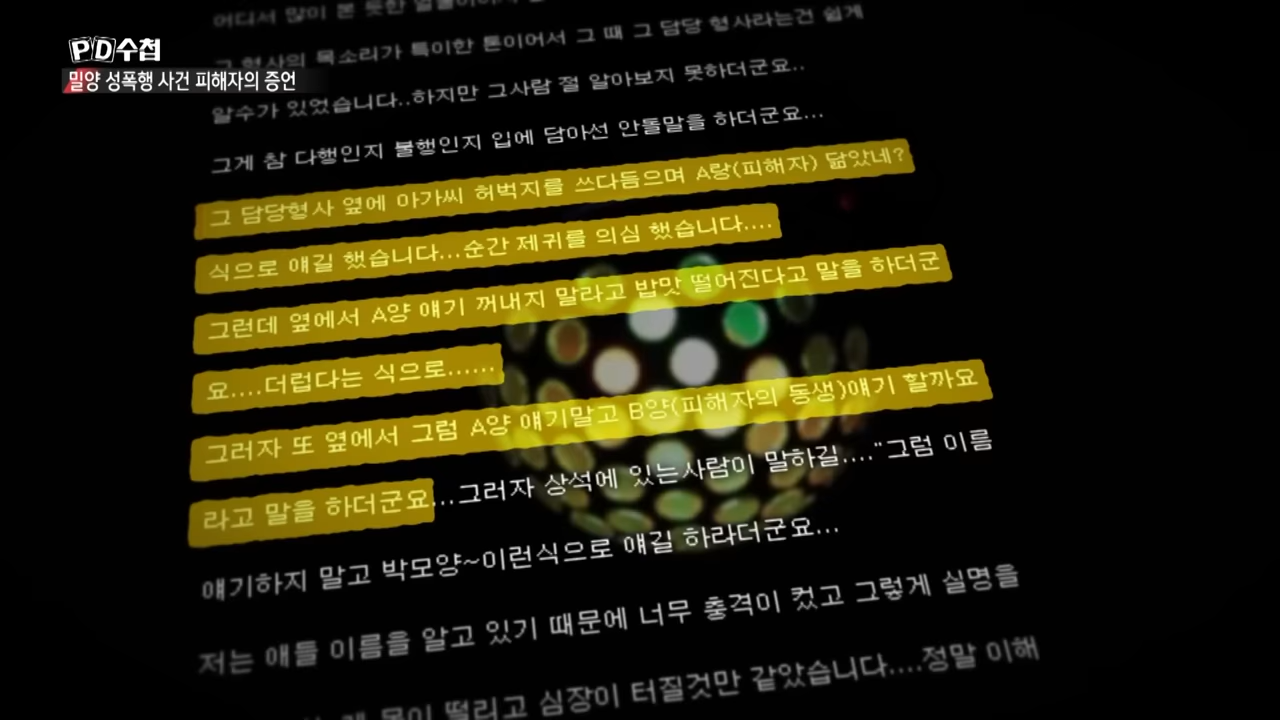 PD수첩
밀양 성폭행 사건 피해자의 증언
어디서 많이 본 듯한
그 형사의 목소리가 특이한 톤이어서 그 때 그 담당 형사라는건 쉽게
알수가 있었습니다..하지만 그사람 절 알아보지 못하더군요..
그게 참 다행인지 불행인지 입에 담아선 안돌말을 하더군요...
그 담당형사 옆에 아가씨 허벅지를 쓰다듬으며 A랑(피해자) 닮았네?
식으로 얘길 했습니다...순간 제귀를 의심 했습니다....
그런데 옆에서 A양 얘기 꺼내지 말라고 밥맛 떨어진다고 말을 하더군
요....더럽다는 식으로......
그러자 또 옆에서 그럼 A양 얘기말고 B양(피해자의 동생)얘기 할까요
라고 말을 하더군요...그러자 상석에 있는사람이 말하길...."그럼 이름
얘기하지 말고 박모양~이런식으로 얘길 하라더군요...
저는 애들 이름을 알고 있기 때문에 너무 충격이 컸고 그렇게 실명을
몸이 떨리고 심장이 터질것만 같았습니다....정말 이해